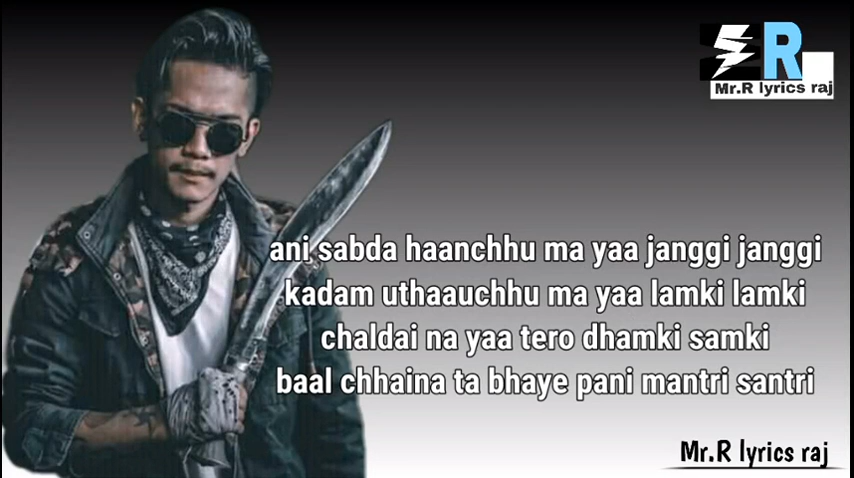 R
Mr.R lyrics raj
ani sabda haanchhu ma yaa janggi janggi
kadam uthaauchhu ma yaa lamki lamki
chaldai na yaa tero dhamki samki
baal chhaina ta bhaye pani mantri santri
Mr.R lyrics raj